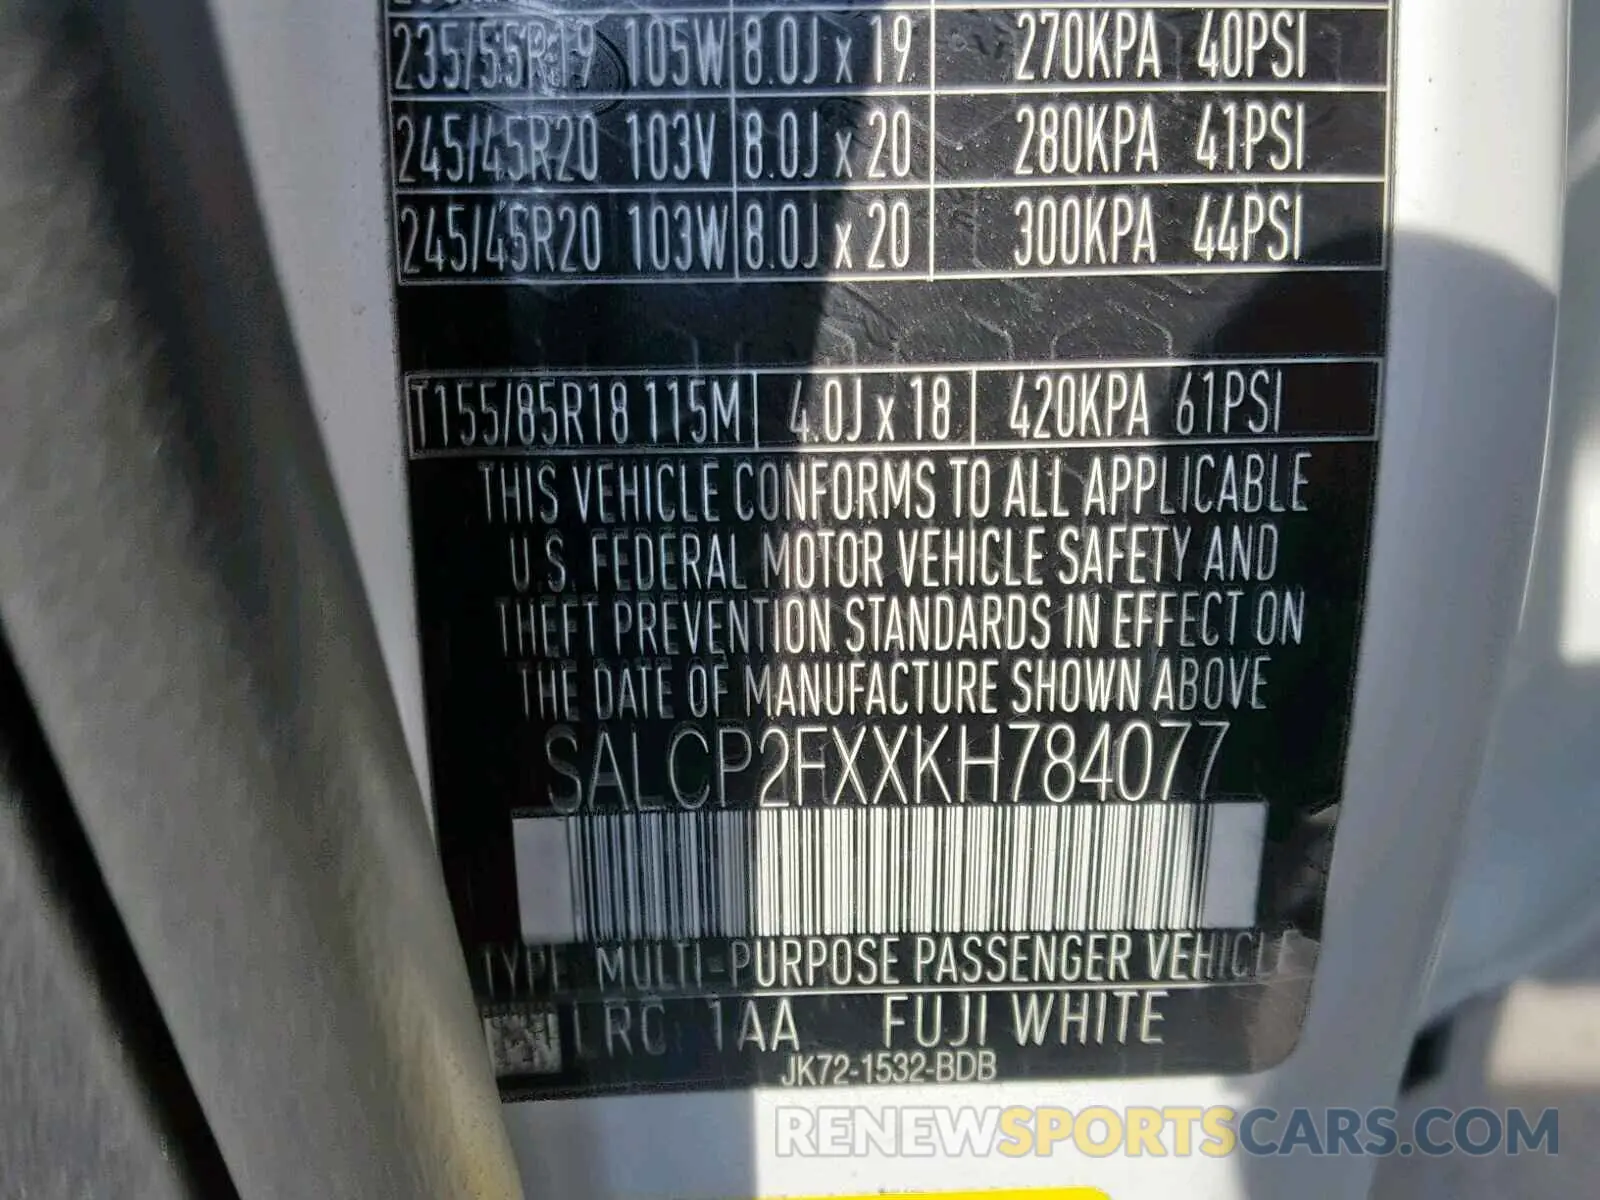 235/55R19 105W 8.0J x 19 270KPA 40PSI
245/45R20 103V 8.0J x 20 280KPA 41PSI
245/45R20 103W 8.0J x 20 300KPA 44PSI
T155/85R18 115M 4.0J x 18 420KPA 61PSI
THIS VEHICLE CONFORMS TO ALL APPLICABLE
U.S. FEDERAL MOTOR VEHICLE SAFETY AND
THEFT PREVENTION STANDARDS IN EFFECT ON
THE DATE OF MANUFACTURE SHOWN ABOVE
SALCP2FXXKH784077
TYPE: MULTI-PURPOSE PASSENGER VEHICLE
LRC: 1AA FUJI WHITE
JK72-1532-BDB
RENEWSPORTSCARS.COM